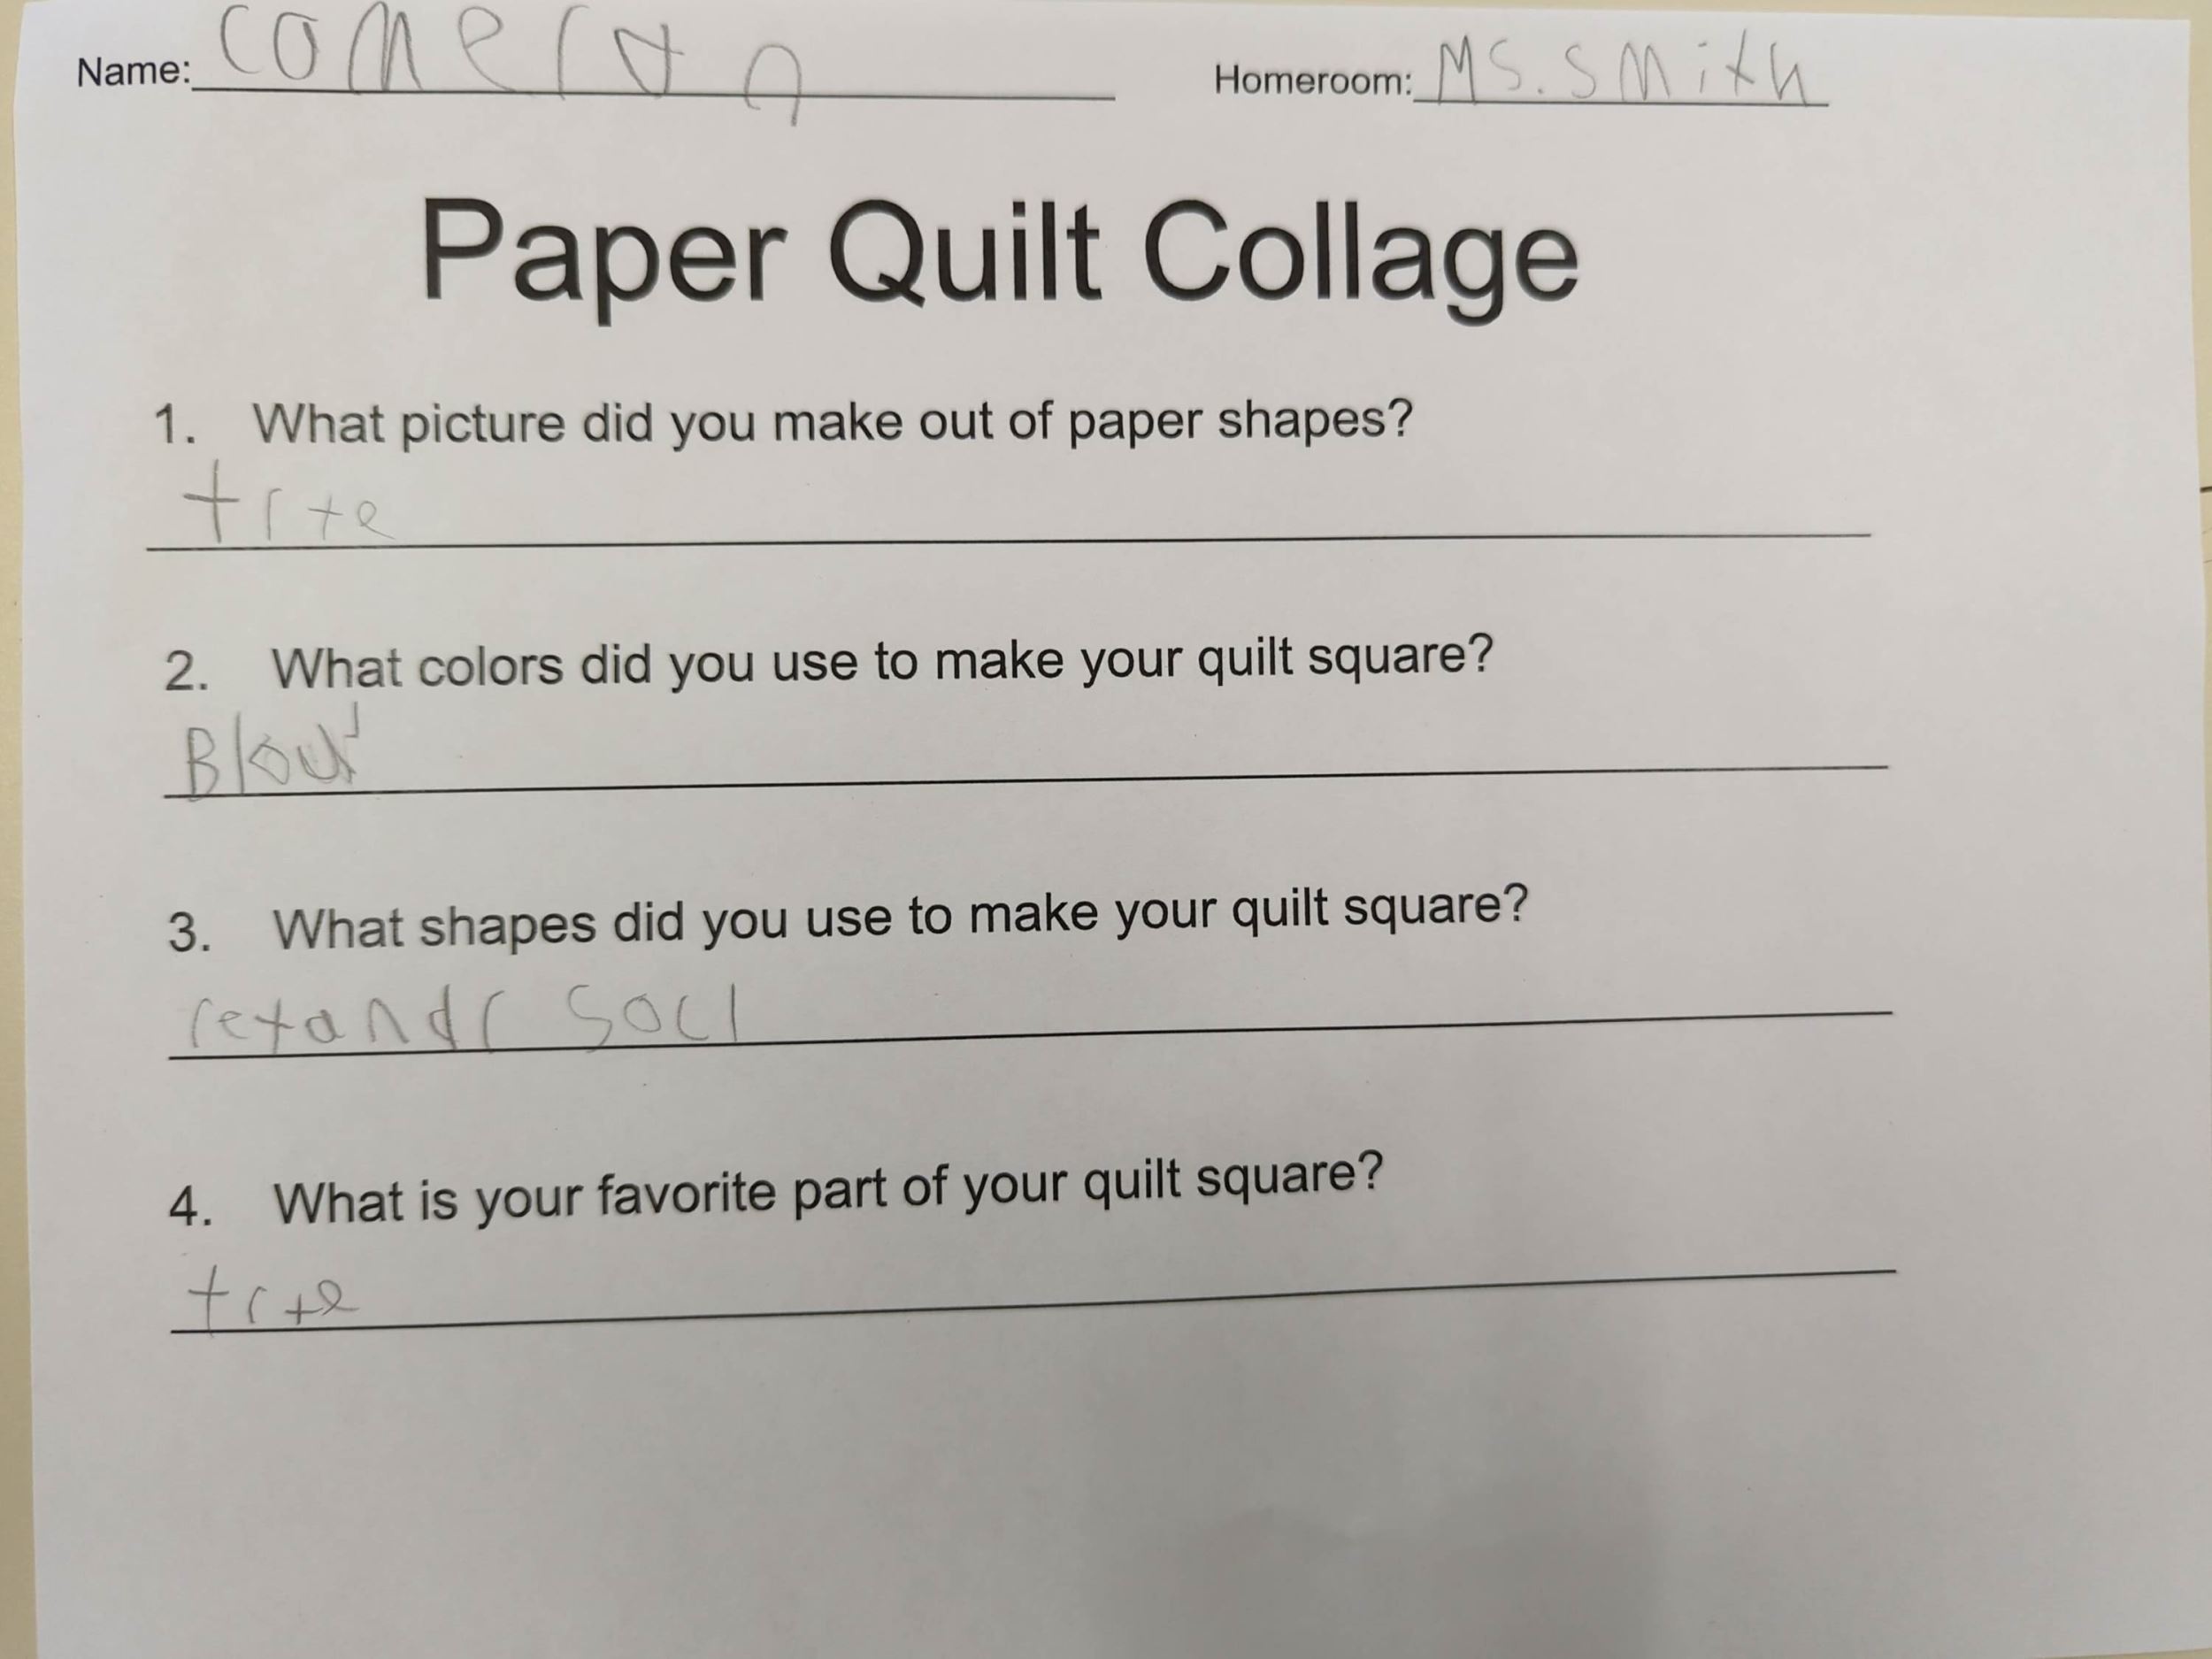 Name: comeron Homeroom: MS. Smith
Paper Quilt Collage
1. What picture did you make out of paper shapes?
trte
2. What colors did you use to make your quilt square?
Blou
3. What shapes did you use to make your quilt square?
retandr socl
4. What is your favorite part of your quilt square?
trte